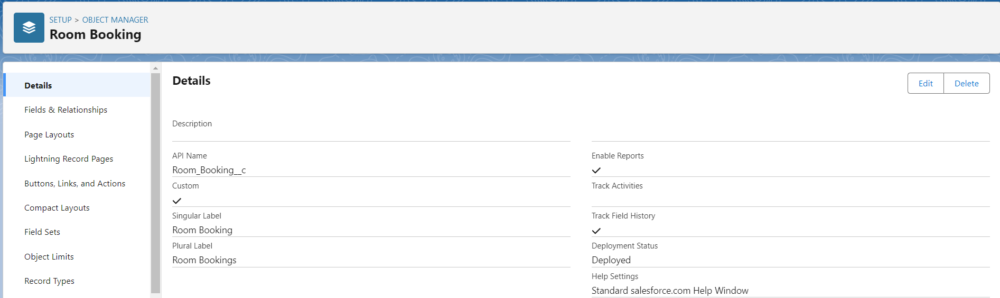 SETUP > OBJECT MANAGER
Room Booking
Details
Fields & Relationships
Page Layouts
Lightning Record Pages
Buttons, Links, and Actions
Compact Layouts
Field Sets
Object Limits
Record Types
Details
Edit
Delete
Description
API Name
Room_Booking__c
Custom
Singular Label
Room Booking
Plural Label
Room Bookings
Enable Reports
Track Activities
Track Field History
Deployment Status
Deployed
Help Settings
Standard salesforce.com Help Window